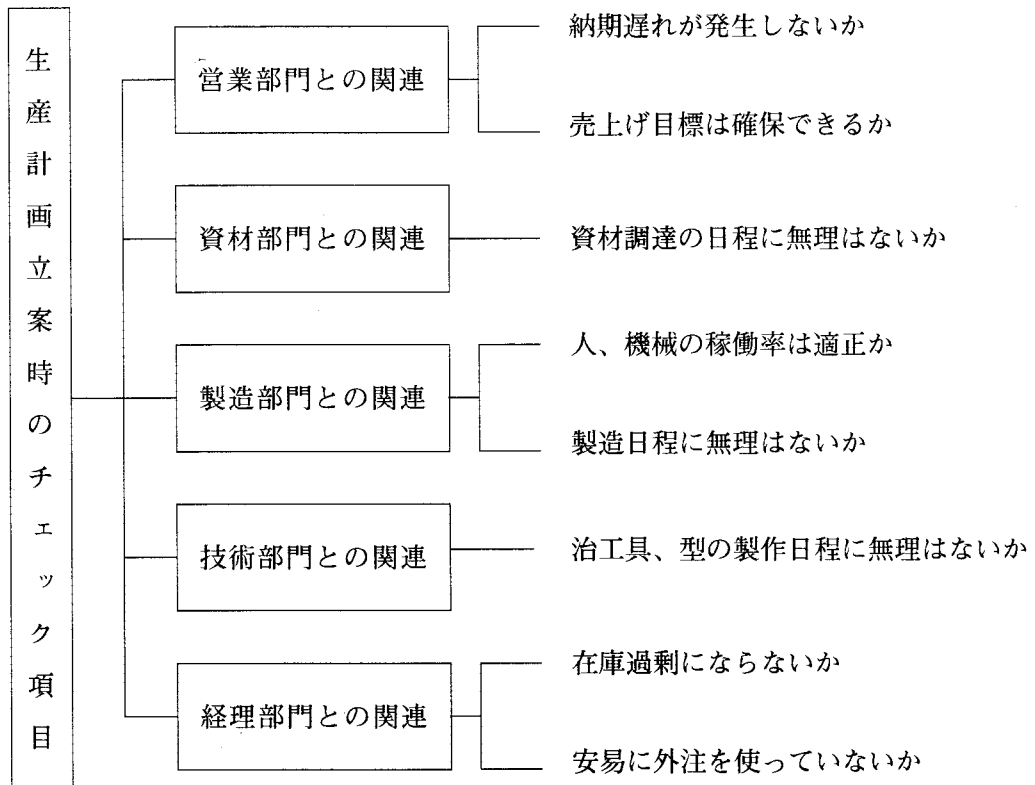 生産計画立案時のチェック項目
営業部門との関連
納期遅れが発生しないか
売上げ目標は確保できるか
資材部門との関連
資材調達の日程に無理はないか
製造部門との関連
人、機械の稼働率は適正か
製造日程に無理はないか
技術部門との関連
治工具、型の製作日程に無理はないか
経理部門との関連
在庫過剰にならないか
安易に外注を使っていないか